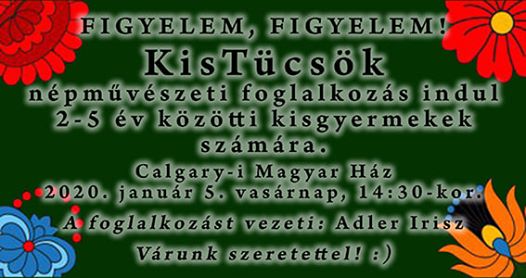 FIGYELEM, FIGYELEM!
KisTücsök
népművészeti foglalkozás indul
2-5 év közötti kisgyermekek
számára.
Calgary-i Magyar Ház
2020. január 5. vasárnap, 14:30-kor.
A foglalkozást vezeti: Adler Irisz
Várunk szeretettel! :)